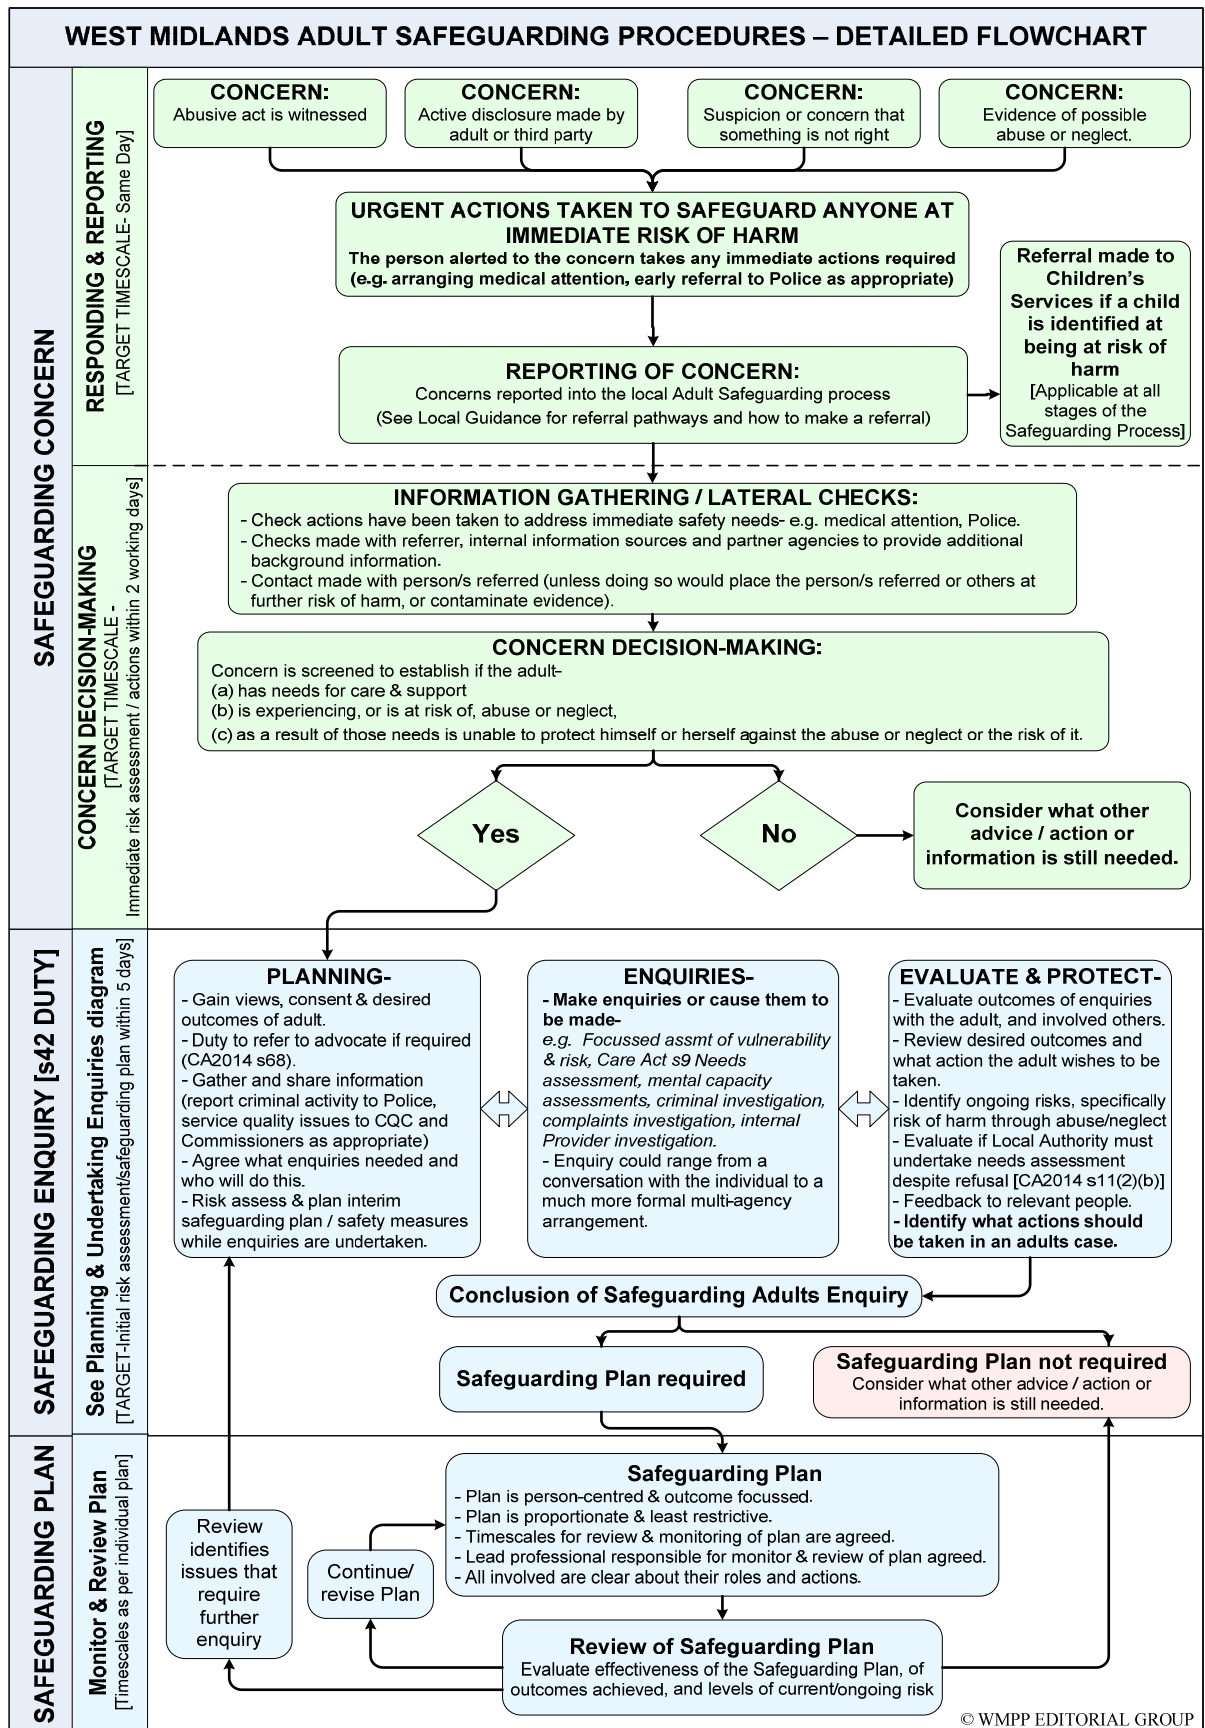 WEST MIDLANDS ADULT SAFEGUARDING PROCEDURES – DETAILED FLOWCHART
SAFEGUARDING CONCERN
RESPONDING & REPORTING
[TARGET TIMESCALE- Same Day]
CONCERN:
Abusive act is witnessed
CONCERN:
Active disclosure made by
adult or third party
CONCERN:
Suspicion or concern that
something is not right
CONCERN:
Evidence of possible
abuse or neglect.
URGENT ACTIONS TAKEN TO SAFEGUARD ANYONE AT
IMMEDIATE RISK OF HARM
The person alerted to the concern takes any immediate actions required
(e.g. arranging medical attention, early referral to Police as appropriate)
REPORTING OF CONCERN:
Concerns reported into the local Adult Safeguarding process
(See Local Guidance for referral pathways and how to make a referral)
Referral made to
Children's
Services if a child
is identified at
being at risk of
harm
[Applicable at all
stages of the
Safeguarding Process]
CONCERN DECISION-MAKING
[TARGET TIMESCALE -
Immediate risk assessment / actions within 2 working days]
INFORMATION GATHERING / LATERAL CHECKS:
- Check actions have been taken to address immediate safety needs- e.g. medical attention, Police.
- Checks made with referrer, internal information sources and partner agencies to provide additional
background information.
- Contact made with person/s referred (unless doing so would place the person/s referred or others at
further risk of harm, or contaminate evidence).
CONCERN DECISION-MAKING:
Concern is screened to establish if the adult-
(a) has needs for care & support
(b) is experiencing, or is at risk of, abuse or neglect,
(c) as a result of those needs is unable to protect himself or herself against the abuse or neglect or the risk of it.
Yes
No
Consider what other
advice / action or
information is still needed.
SAFEGUARDING ENQUIRY [s42 DUTY]
See Planning & Undertaking Enquiries diagram
[TARGET-Initial risk assessment/safeguarding plan within 5 days]
PLANNING-
- Gain views, consent & desired
outcomes of adult.
- Duty to refer to advocate if required
(CA2014 s68).
- Gather and share information
(report criminal activity to Police,
service quality issues to CQC and
Commissioners as appropriate)
- Agree what enquiries needed and
who will do this.
- Risk assess & plan interim
safeguarding plan / safety measures
while enquiries are undertaken.
ENQUIRIES-
- Make enquiries or cause them to
be made-
e.g. Focussed assmt of vulnerability
& risk, Care Act s9 Needs
assessment, mental capacity
assessments, criminal investigation,
complaints investigation, internal
Provider investigation.
- Enquiry could range from a
conversation with the individual to a
much more formal multi-agency
arrangement.
EVALUATE & PROTECT-
- Evaluate outcomes of enquiries
with the adult, and involved others.
- Review desired outcomes and
what action the adult wishes to be
taken.
- Identify ongoing risks, specifically
risk of harm through abuse/neglect
- Evaluate if Local Authority must
undertake needs assessment
despite refusal [CA2014 s11(2)(b)]
- Feedback to relevant people.
- Identify what actions should
be taken in an adults case.
Conclusion of Safeguarding Adults Enquiry
Safeguarding Plan required
Safeguarding Plan not required
Consider what other advice / action or
information is still needed.
SAFEGUARDING PLAN
Monitor & Review Plan
[Timescales as per individual plan]
Safeguarding Plan
- Plan is person-centred & outcome focussed.
- Plan is proportionate & least restrictive.
- Timescales for review & monitoring of plan are agreed.
- Lead professional responsible for monitor & review of plan agreed.
- All involved are clear about their roles and actions.
Review
identifies
issues that
require
further
enquiry
Continue/
revise Plan
Review of Safeguarding Plan
Evaluate effectiveness of the Safeguarding Plan, of
outcomes achieved, and levels of current/ongoing risk
© WMPP EDITORIAL GROUP